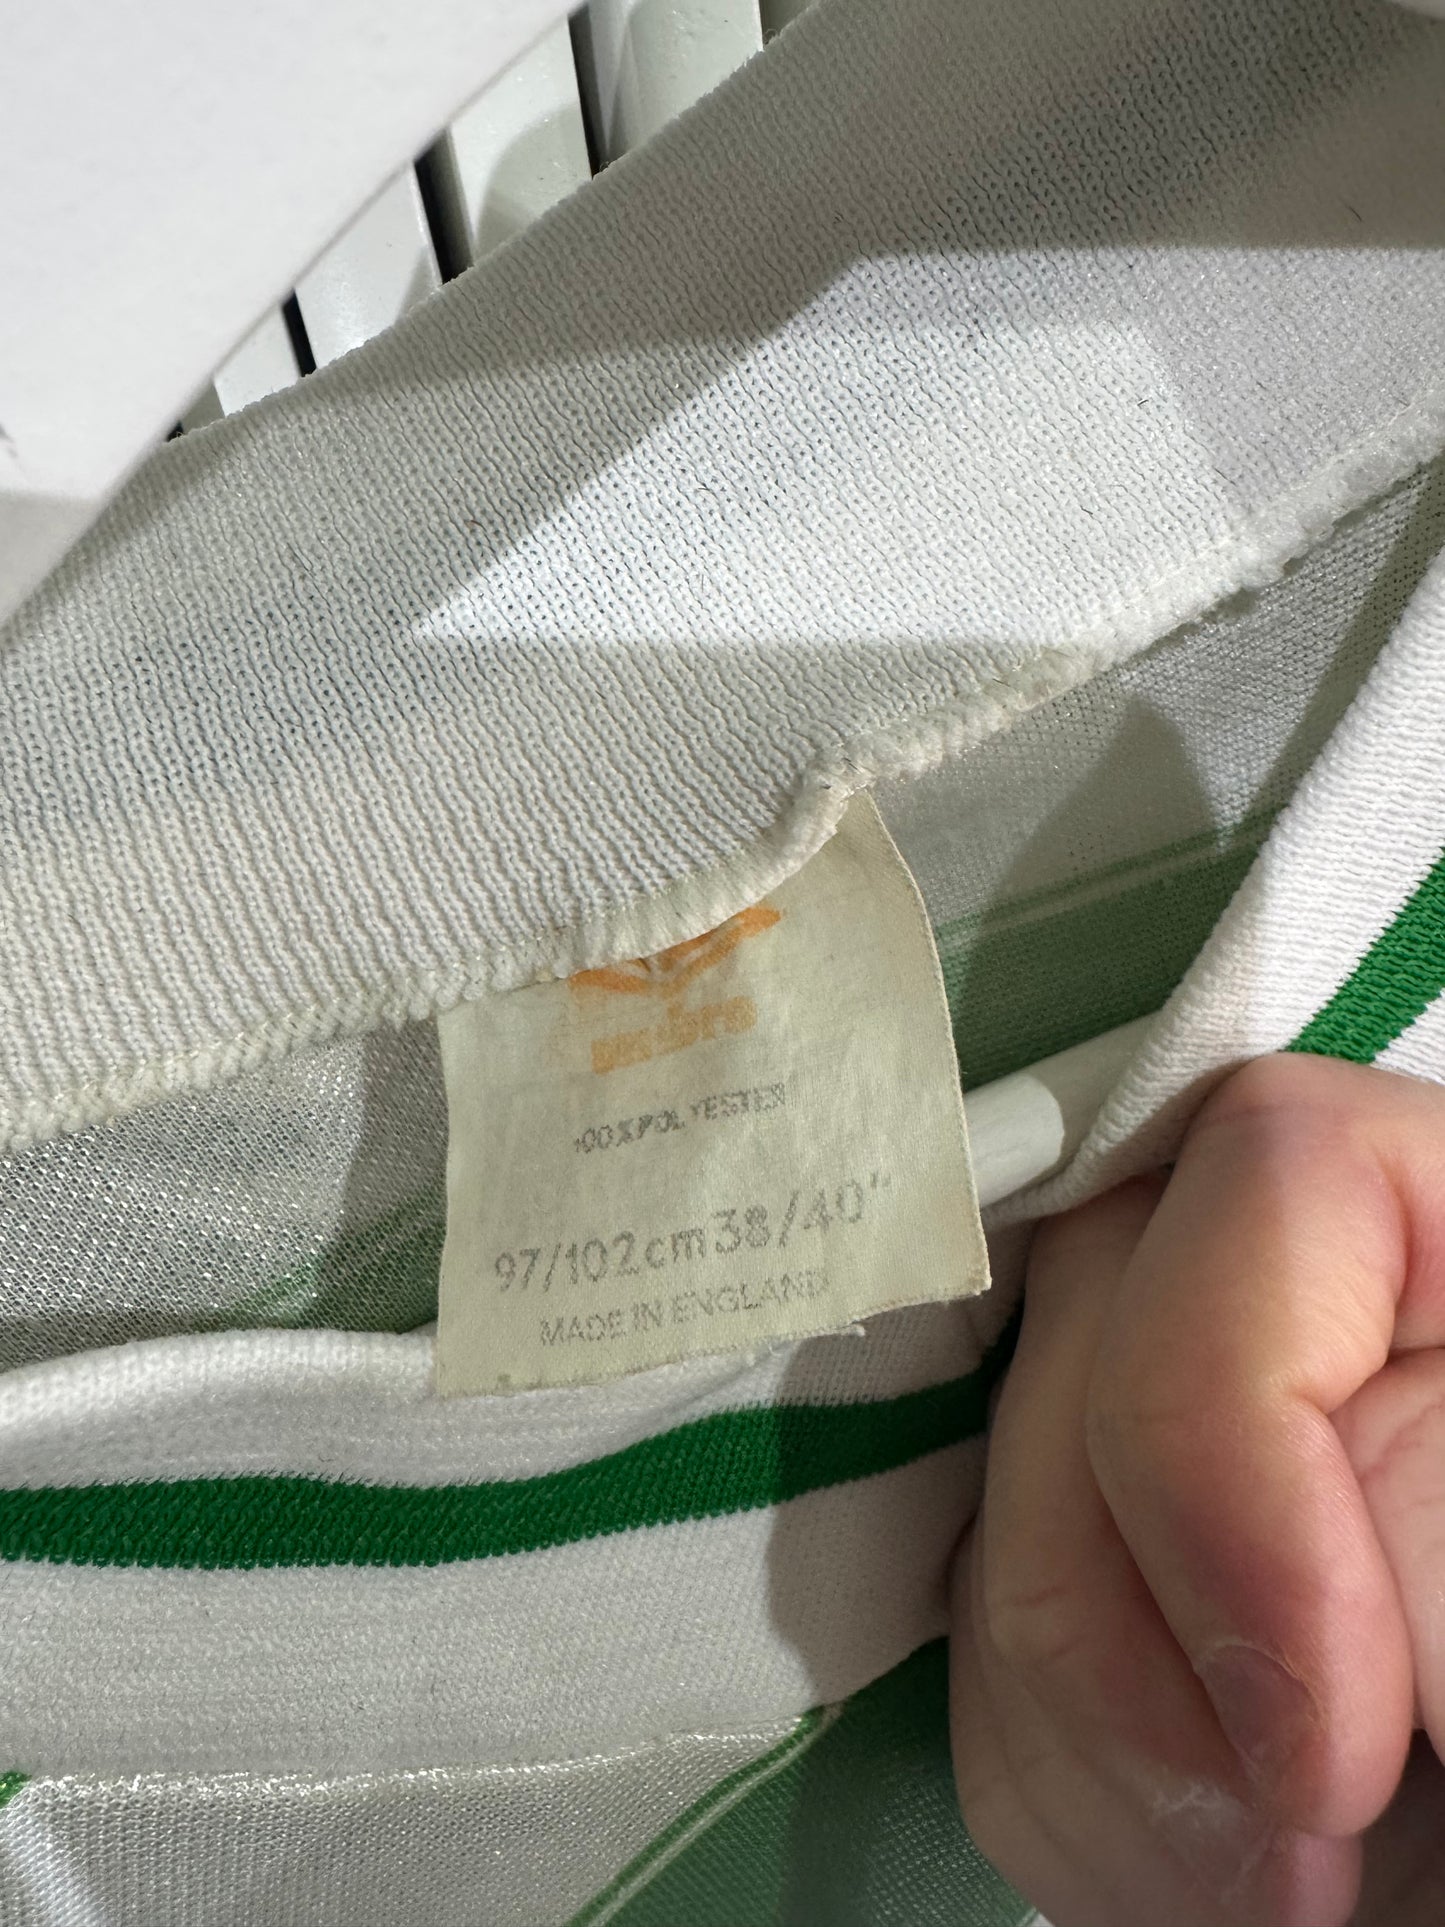 umbro
100% POLYESTER
97/102cm 38/40"
MADE IN ENGLAND